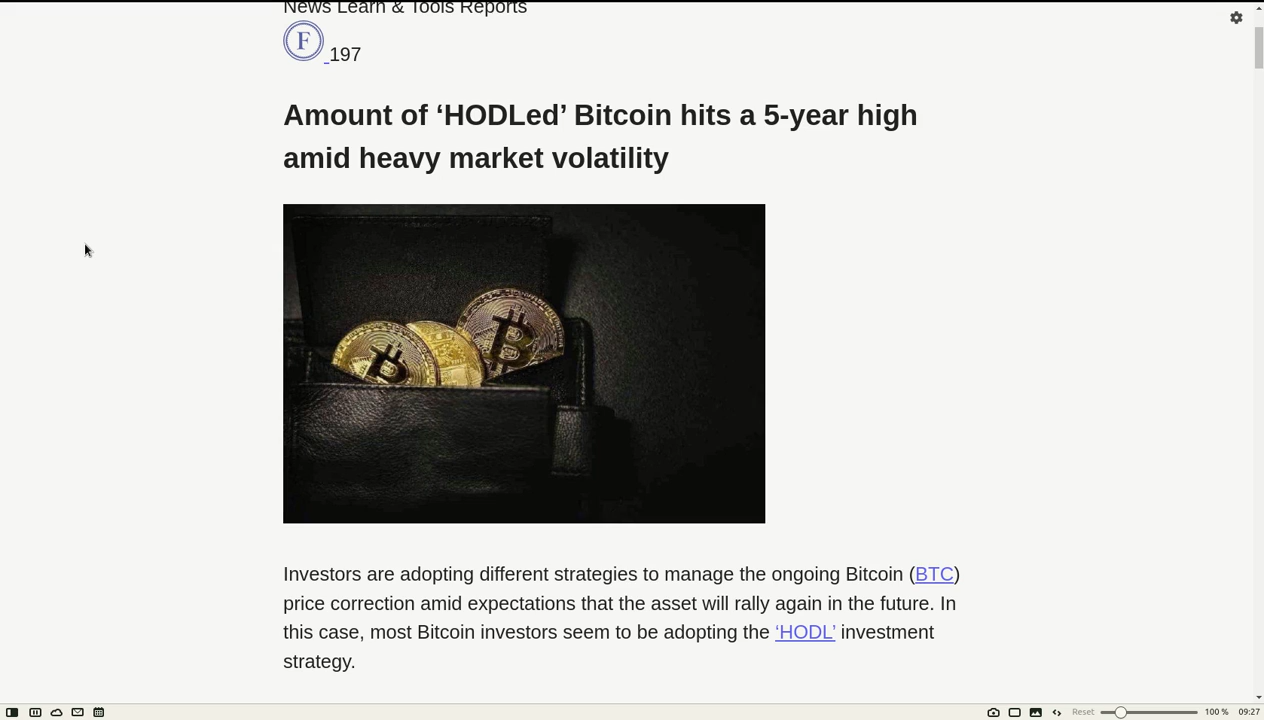 News Learn & Tools Reports
F 197
Amount of ‘HODLed’ Bitcoin hits a 5-year high
amid heavy market volatility
Investors are adopting different strategies to manage the ongoing Bitcoin (BTC)
price correction amid expectations that the asset will rally again in the future. In
this case, most Bitcoin investors seem to be adopting the ‘HODL’ investment
strategy.
Reset 100 % 09:27